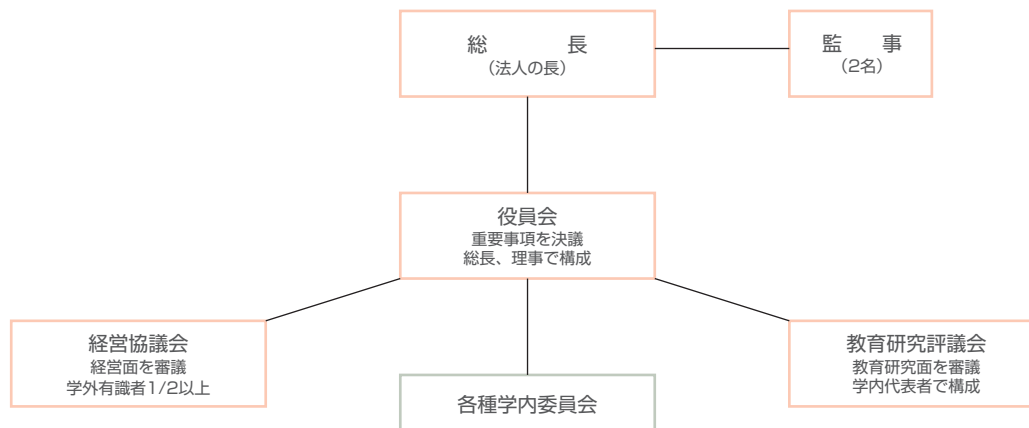 総　長
（法人の長）
監　事
（2名）
役員会
重要事項を決議
総長、理事で構成
経営協議会
経営面を審議
学外有識者1/2以上
各種学内委員会
教育研究評議会
教育研究面を審議
学内代表者で構成